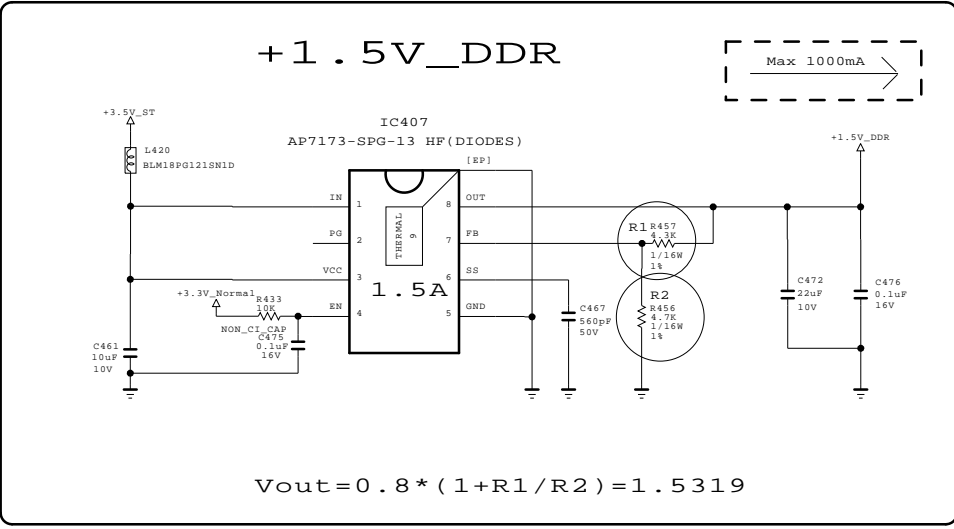 +1.5V_DDR
Max 1000mA
+3.5V_ST
IC407
AP7173-SPG-13 HF(DIODES)
+1.5V_DDR
L420
BLM18PG121SN1D
[EP]
IN
1
8
OUT
THERMAL
9
R1
R457
4.3K
1/16W
1%
PG
2
7
FB
VCC
3
6
SS
1.5A
+3.3V_Normal
R433
10K
EN
4
5
GND
NON_CI_CAP
C475
0.1uF
16V
C467
560pF
50V
R2
R456
4.7K
1/16W
1%
C472
22uF
10V
C476
0.1uF
16V
C461
10uF
10V
Vout=0.8*(1+R1/R2)=1.5319